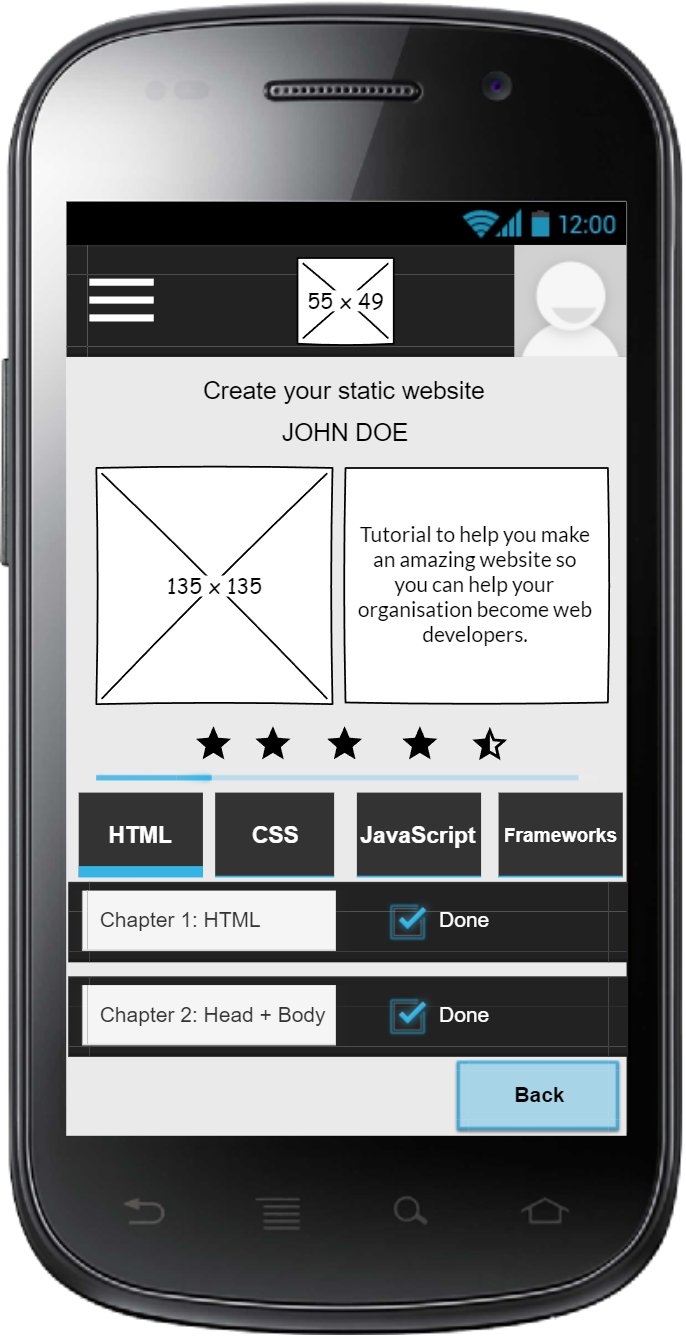 12:00
55 x 49
Create your static website
JOHN DOE
135 x 135
Tutorial to help you make
an amazing website so
you can help your
organisation become web
developers.
HTML
CSS
JavaScript
Frameworks
Chapter 1: HTML
Done
Chapter 2: Head + Body
Done
Back